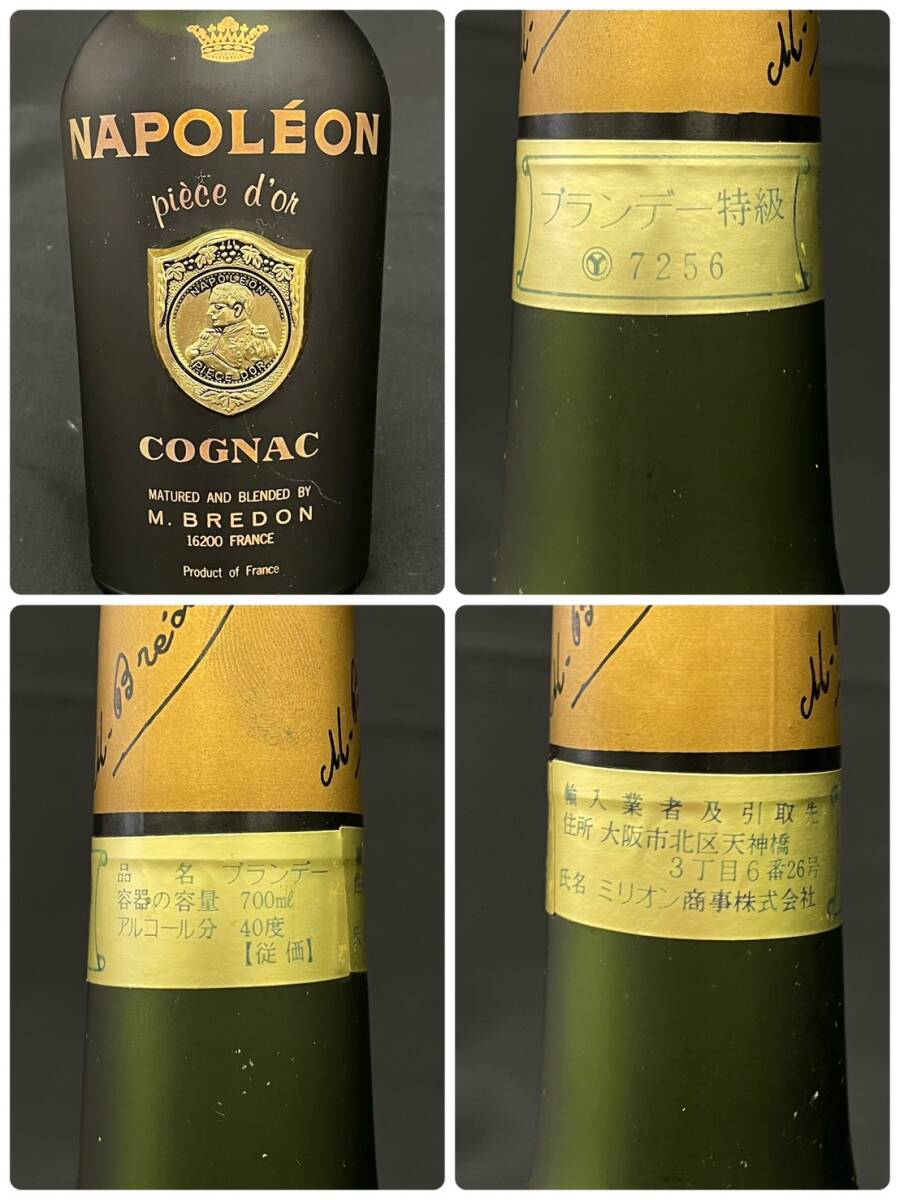 NAPOLÉON
pièce d'or
NAPOLEON
PIECE D'OR
COGNAC
MATURED AND BLENDED BY
M. BREDON
16200 FRANCE
Product of France
M
ブランデー特級
Ⓨ 7256
M. Bréd
M.
品名 ブランデー
容器の容量 700ml
アルコール分 40度
【従価】
M. B
M.
輸入業者及引取先
住所 大阪市北区天神橋
3丁目6番26号
氏名 ミリオン商事株式会社